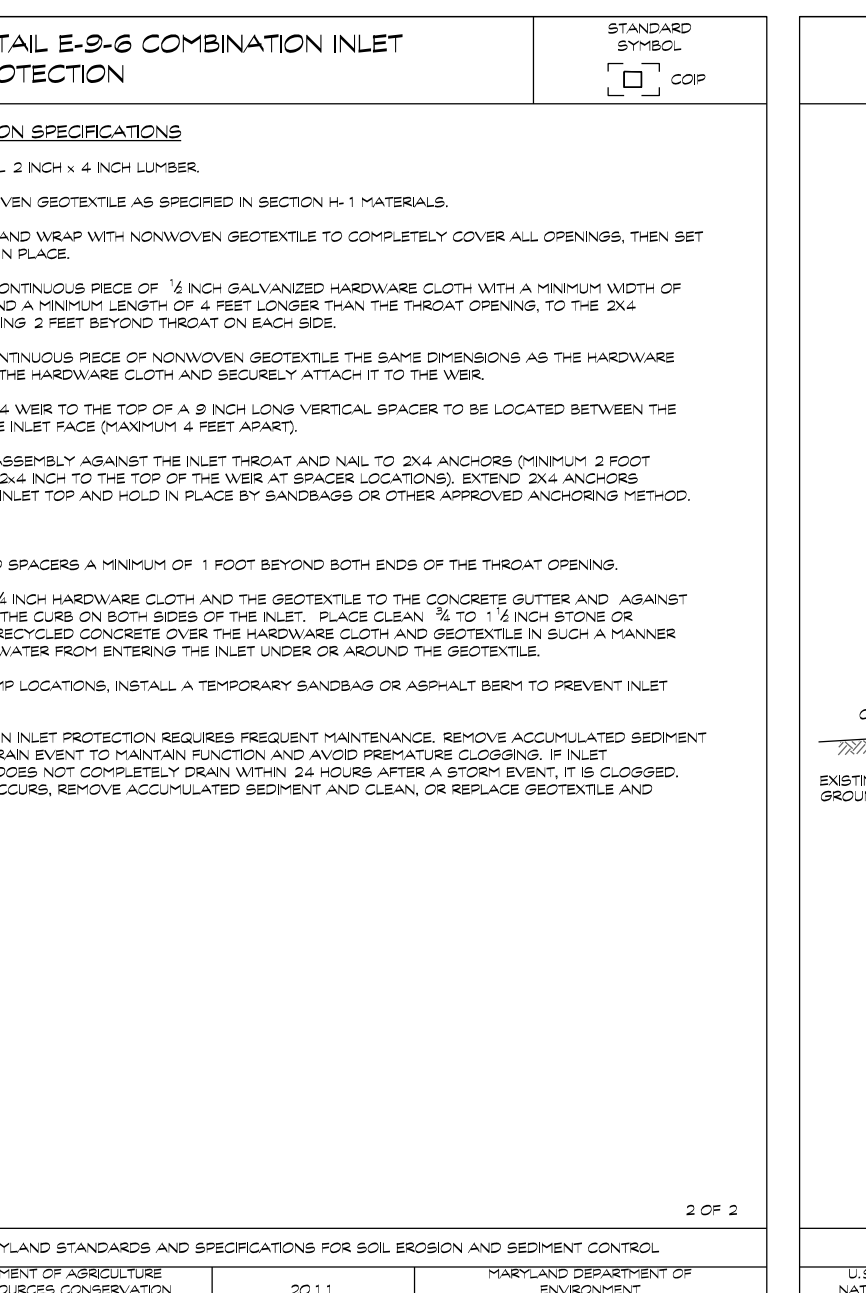 TAIL E-9-6 COMBINATION INLET
OTECTION
STANDARD
SYMBOL
COIP
ON SPECIFICATIONS
L 2 INCH x 4 INCH LUMBER.
VEN GEOTEXTILE AS SPECIFIED IN SECTION H-1 MATERIALS.
AND WRAP WITH NONWOVEN GEOTEXTILE TO COMPLETELY COVER ALL OPENINGS, THEN SET
N PLACE.
ONTINUOUS PIECE OF 1/2 INCH GALVANIZED HARDWARE CLOTH WITH A MINIMUM WIDTH OF
ND A MINIMUM LENGTH OF 4 FEET LONGER THAN THE THROAT OPENING, TO THE 2X4
ING 2 FEET BEYOND THROAT ON EACH SIDE.
NTINUOUS PIECE OF NONWOVEN GEOTEXTILE THE SAME DIMENSIONS AS THE HARDWARE
THE HARDWARE CLOTH AND SECURELY ATTACH IT TO THE WEIR.
4 WEIR TO THE TOP OF A 9 INCH LONG VERTICAL SPACER TO BE LOCATED BETWEEN THE
E INLET FACE (MAXIMUM 4 FEET APART).
ASSEMBLY AGAINST THE INLET THROAT AND NAIL TO 2X4 ANCHORS (MINIMUM 2 FOOT
2x4 INCH TO THE TOP OF THE WEIR AT SPACER LOCATIONS). EXTEND 2X4 ANCHORS
INLET TOP AND HOLD IN PLACE BY SANDBAGS OR OTHER APPROVED ANCHORING METHOD.
D SPACERS A MINIMUM OF 1 FOOT BEYOND BOTH ENDS OF THE THROAT OPENING.
4 INCH HARDWARE CLOTH AND THE GEOTEXTILE TO THE CONCRETE GUTTER AND AGAINST
THE CURB ON BOTH SIDES OF THE INLET. PLACE CLEAN 3/4 TO 1 1/2 INCH STONE OR
RECYCLED CONCRETE OVER THE HARDWARE CLOTH AND GEOTEXTILE IN SUCH A MANNER
WATER FROM ENTERING THE INLET UNDER OR AROUND THE GEOTEXTILE.
MP LOCATIONS, INSTALL A TEMPORARY SANDBAG OR ASPHALT BERM TO PREVENT INLET
N INLET PROTECTION REQUIRES FREQUENT MAINTENANCE. REMOVE ACCUMULATED SEDIMENT
RAIN EVENT TO MAINTAIN FUNCTION AND AVOID PREMATURE CLOGGING. IF INLET
DOES NOT COMPLETELY DRAIN WITHIN 24 HOURS AFTER A STORM EVENT, IT IS CLOGGED.
CCURS, REMOVE ACCUMULATED SEDIMENT AND CLEAN, OR REPLACE GEOTEXTILE AND
2 OF 2
YLAND STANDARDS AND SPECIFICATIONS FOR SOIL EROSION AND SEDIMENT CONTROL
MENT OF AGRICULTURE
OURCES CONSERVATION
2011
MARYLAND DEPARTMENT OF
ENVIRONMENT
EXISTIN
GROUN
U.S
NAT